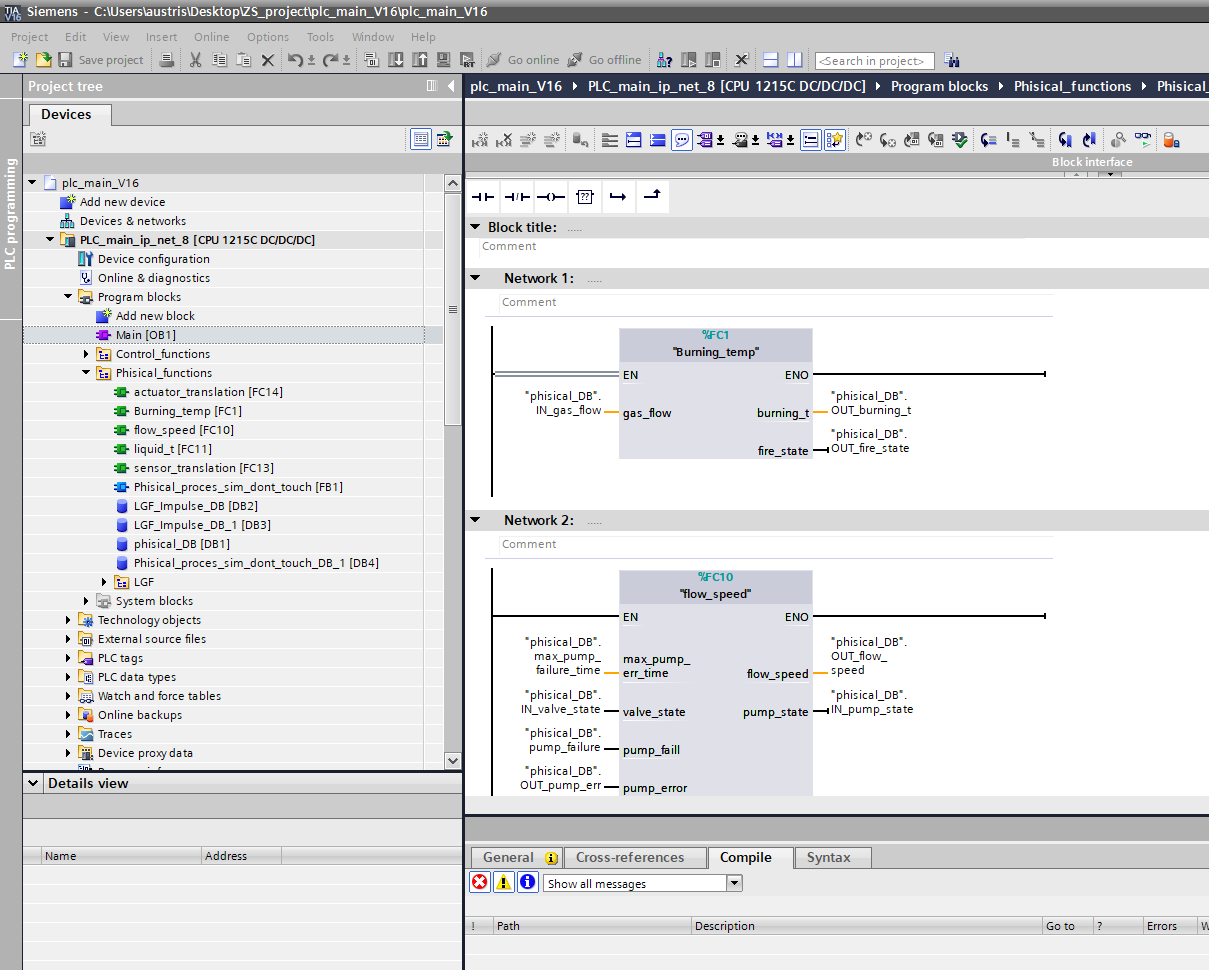 Siemens - C:\Users\austris\Desktop\ZS_project\plc_main_V16\plc_main_V16
Project Edit View Insert Online Options Tools Window Help
Save project Go online Go offline <Search in project>
Project tree
plc_main_V16 PLC_main_ip_net_8 [CPU 1215C DC/DC/DC] Program blocks Phisical_functions
Devices
PLC programming
Block interface
plc_main_V16
Add new device
Devices & networks
PLC_main_ip_net_8 [CPU 1215C DC/DC/DC]
Device configuration
Online & diagnostics
Program blocks
Add new block
Main [OB1]
Control_functions
Phisical_functions
actuator_translation [FC14]
Burning_temp [FC1]
flow_speed [FC10]
liquid_t [FC11]
sensor_translation [FC13]
Phisical_proces_sim_dont_touch [FB1]
LGF_Impulse_DB [DB2]
LGF_Impulse_DB_1 [DB3]
phisical_DB [DB1]
Phisical_proces_sim_dont_touch_DB_1 [DB4]
LGF
System blocks
Technology objects
External source files
PLC tags
PLC data types
Watch and force tables
Online backups
Traces
Device proxy data
Details view
Name Address
??
Block title: .....
Comment
Network 1: .....
Comment
%FC1
"Burning_temp"
EN ENO
"phisical_DB".
IN_gas_flow
gas_flow
burning_t
"phisical_DB".
OUT_burning_t
fire_state
"phisical_DB".
OUT_fire_state
Network 2: .....
Comment
%FC10
"flow_speed"
EN ENO
"phisical_DB".
max_pump_
failure_time
max_pump_
err_time
flow_speed
"phisical_DB".
OUT_flow_
speed
"phisical_DB".
IN_valve_state
valve_state
pump_state
"phisical_DB".
IN_pump_state
"phisical_DB".
pump_failure
pump_faill
"phisical_DB".
OUT_pump_err
pump_error
General Cross-references Compile Syntax
Show all messages
! Path Description Go to ? Errors